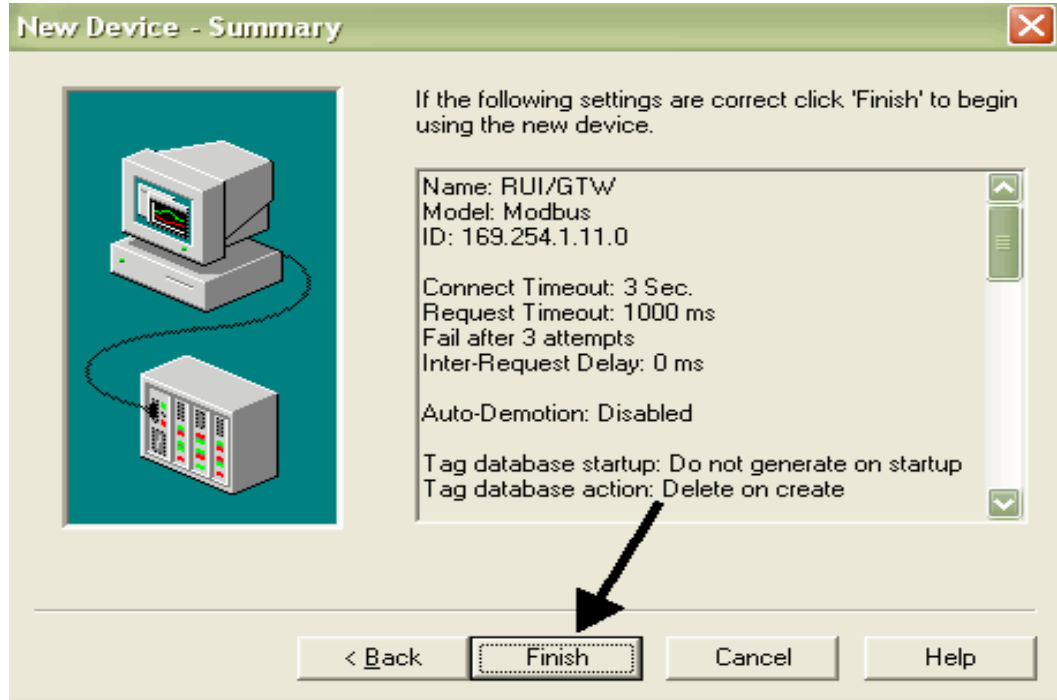 New Device - Summary
If the following settings are correct click 'Finish' to begin
using the new device.
Name: RUI/GTW
Model: Modbus
ID: 169.254.1.11.0
Connect Timeout: 3 Sec.
Request Timeout: 1000 ms
Fail after 3 attempts
Inter-Request Delay: 0 ms
Auto-Demotion: Disabled
Tag database startup: Do not generate on startup
Tag database action: Delete on create
< Back Finish Cancel Help